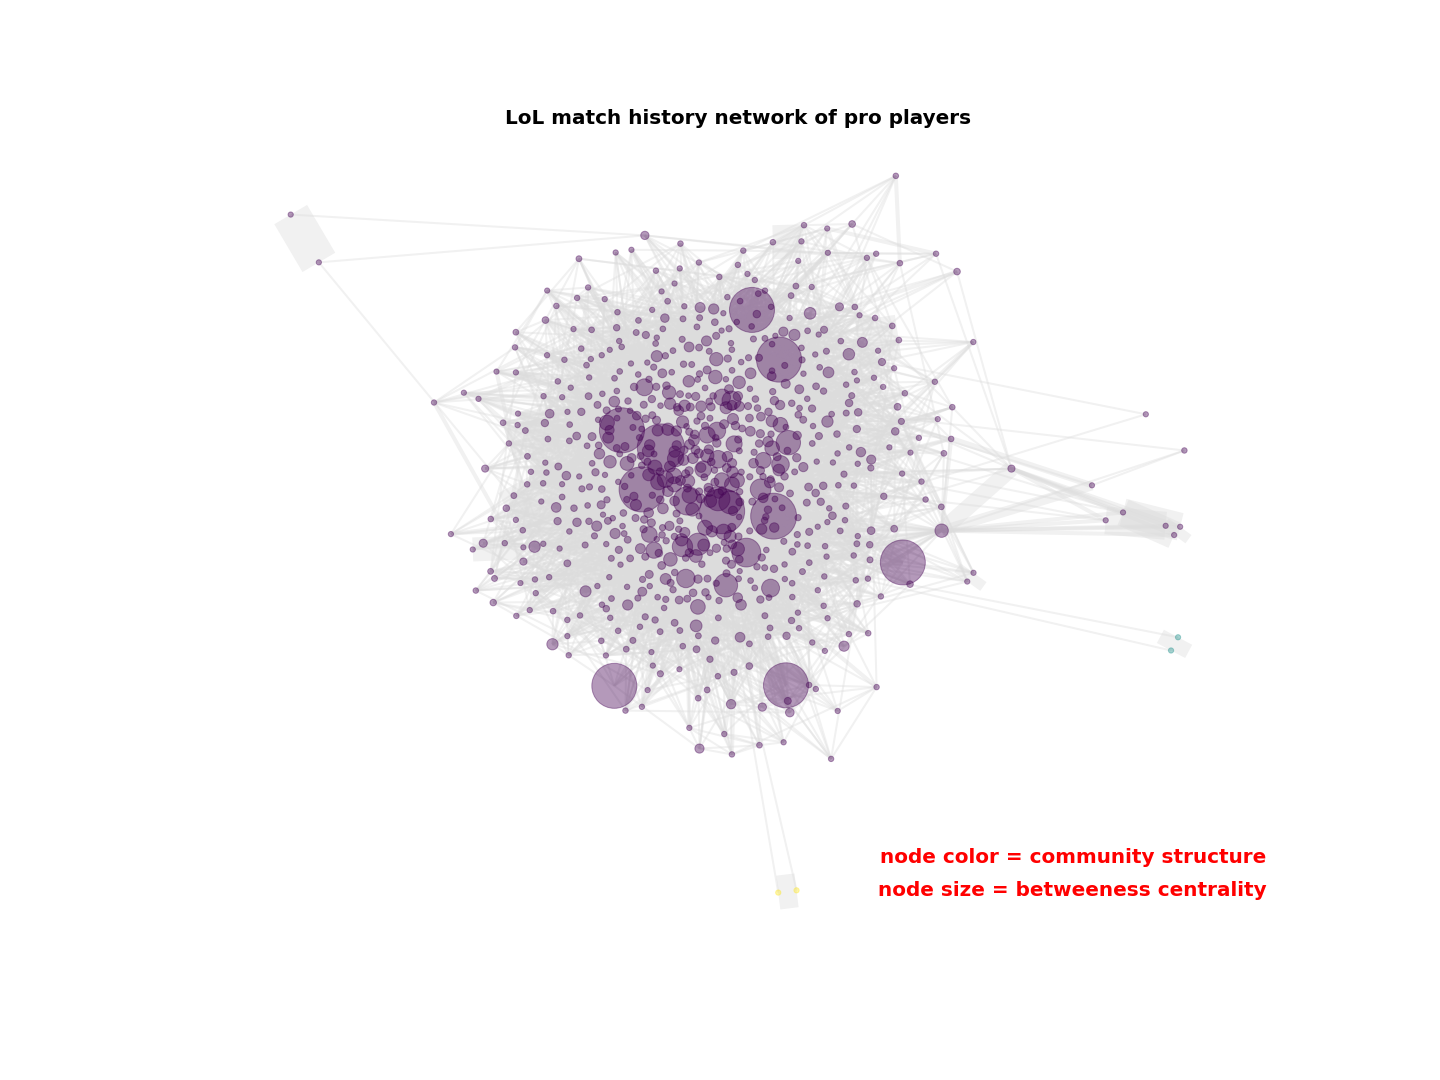 LoL match history network of pro players
node color = community structure
node size = betweeness centrality